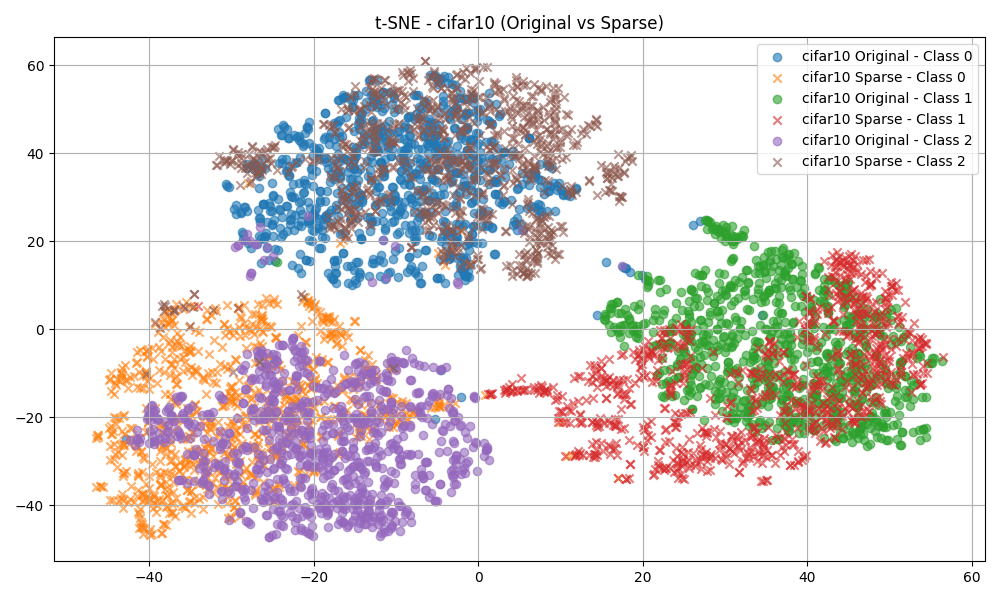 t-SNE - cifar10 (Original vs Sparse)
cifar10 Original - Class 0
cifar10 Sparse - Class 0
cifar10 Original - Class 1
cifar10 Sparse - Class 1
cifar10 Original - Class 2
cifar10 Sparse - Class 2
60
40
20
0
−20
−40
−40 −20 0 20 40 60